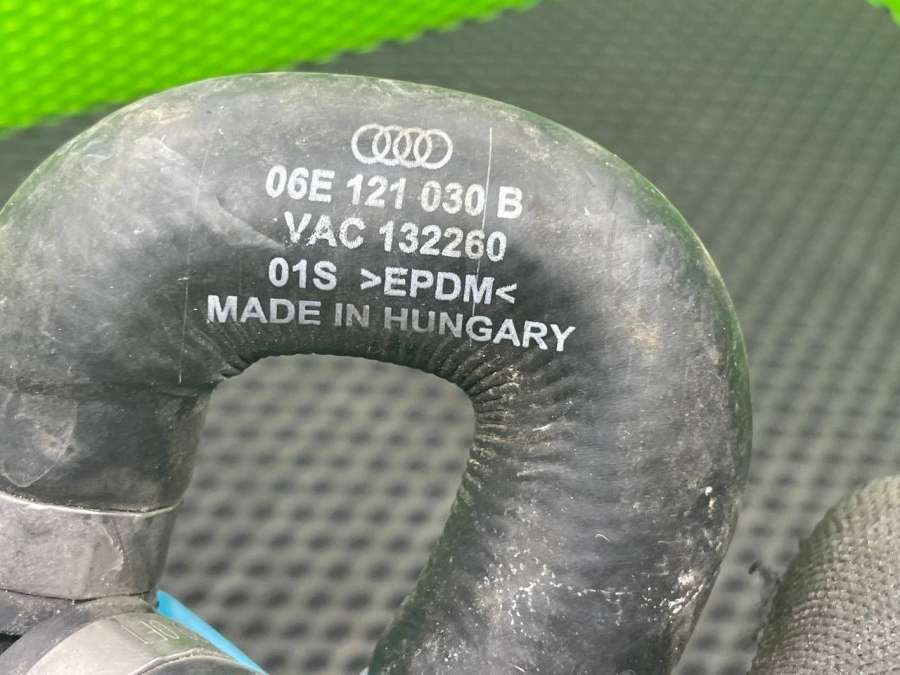 06E 121 030 B
VAC 132260
01S >EPDM<
MADE IN HUNGARY